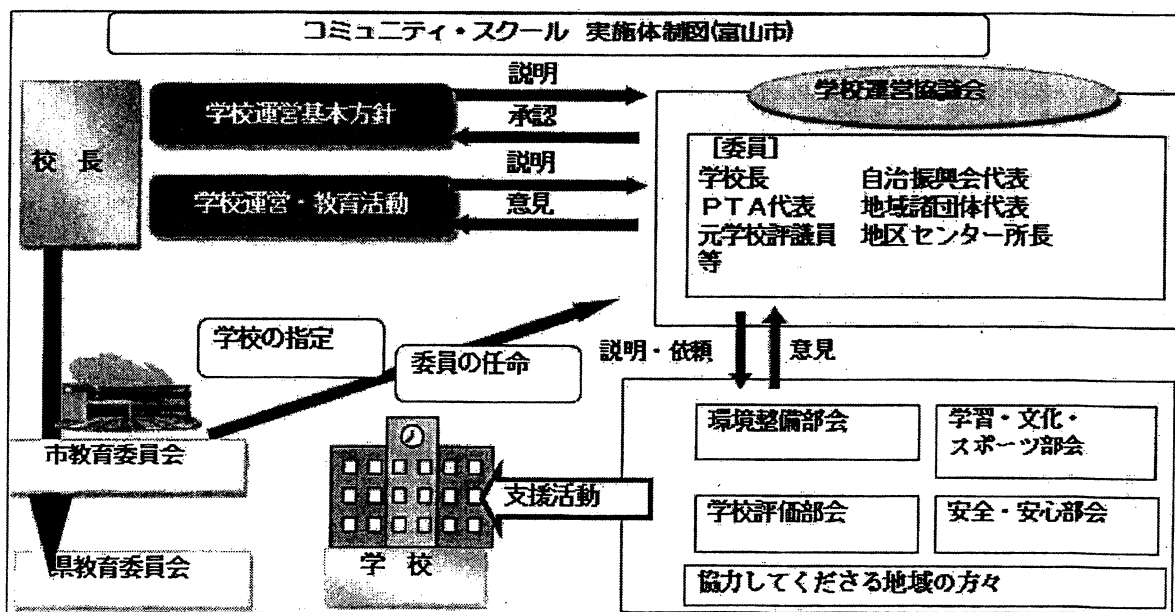 コミュニティ・スクール 実施体制図(富山市)
校 長
学校運営基本方針
説明
承認
学校運営・教育活動
説明
意見
学校運営協議会
[委員]
学校長 自治振興会代表
PTA代表 地域諸団体代表
元学校評議員 地区センター所長
等
学校の指定
委員の任命
説明・依頼
意見
市教育委員会
県教育委員会
学 校
支援活動
環境整備部会
学習・文化・
スポーツ部会
学校評価部会
安全・安心部会
協力してくださる地域の方々